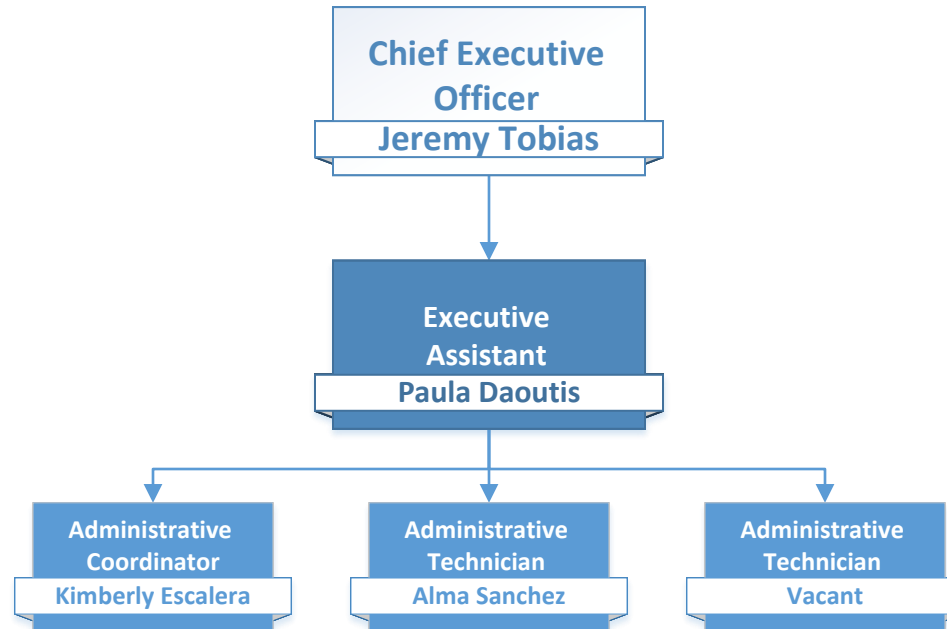 Chief Executive
Officer
Jeremy Tobias
Executive
Assistant
Paula Daoutis
Administrative
Coordinator
Kimberly Escalera
Administrative
Technician
Alma Sanchez
Administrative
Technician
Vacant